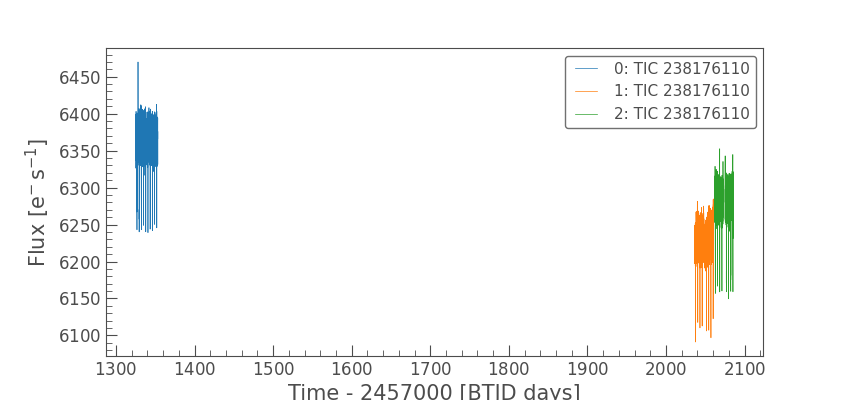 6450
6400
6350
6300
6250
6200
6150
6100
Flux [e⁻ s⁻¹]
0: TIC 238176110
1: TIC 238176110
2: TIC 238176110
1300 1400 1500 1600 1700 1800 1900 2000 2100
Time - 2457000 [BTJD days]